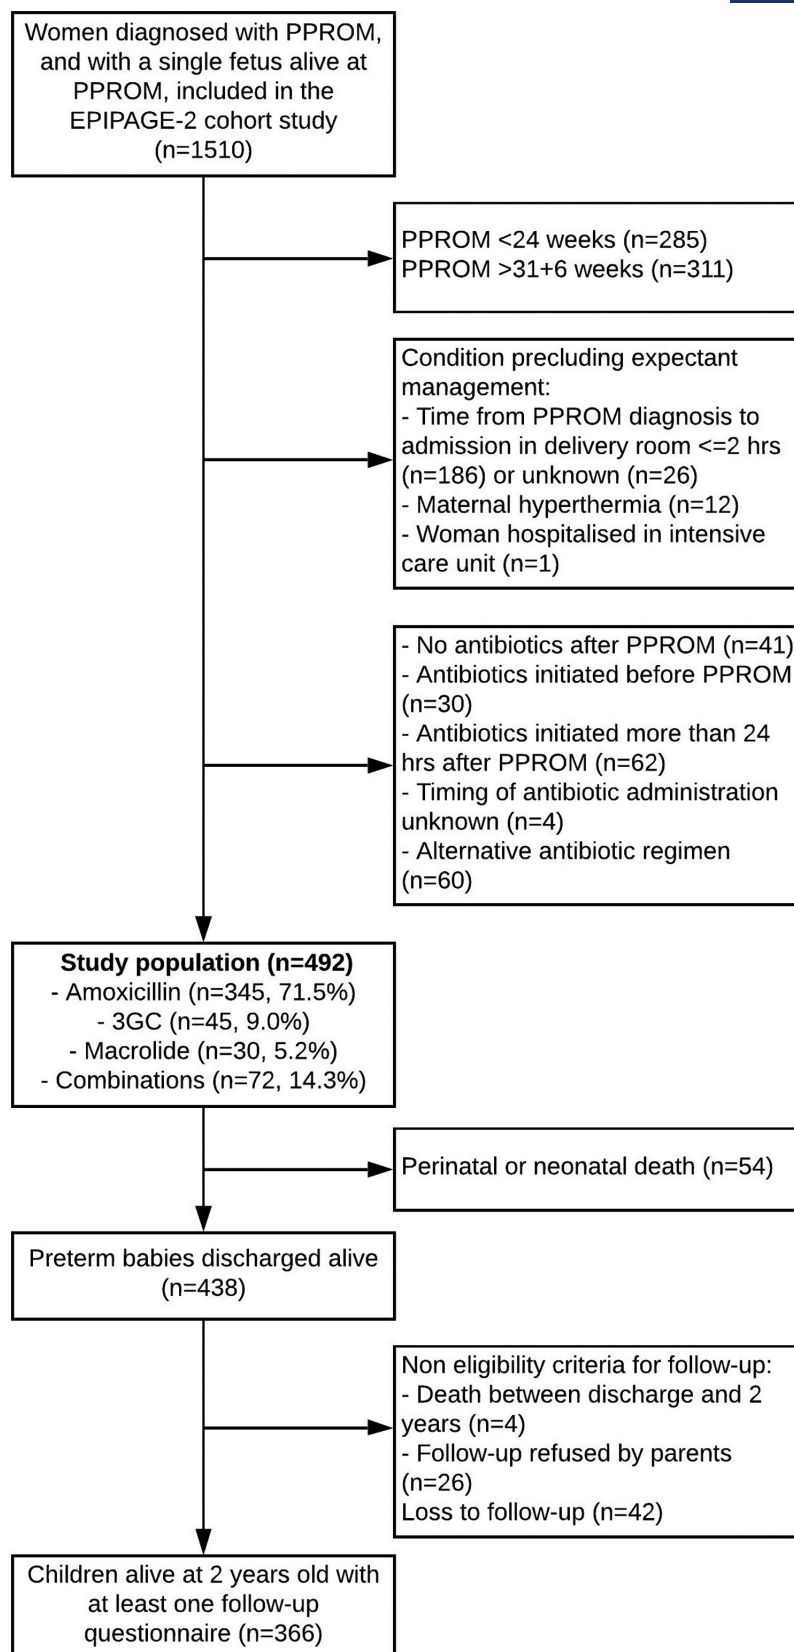 Women diagnosed with PPROM,
and with a single fetus alive at
PPROM, included in the
EPIPAGE-2 cohort study
(n=1510)
PPROM <24 weeks (n=285)
PPROM >31+6 weeks (n=311)
Condition precluding expectant
management:
- Time from PPROM diagnosis to
admission in delivery room <=2 hrs
(n=186) or unknown (n=26)
- Maternal hyperthermia (n=12)
- Woman hospitalised in intensive
care unit (n=1)
- No antibiotics after PPROM (n=41)
- Antibiotics initiated before PPROM
(n=30)
- Antibiotics initiated more than 24
hrs after PPROM (n=62)
- Timing of antibiotic administration
unknown (n=4)
- Alternative antibiotic regimen
(n=60)
Study population (n=492)
- Amoxicillin (n=345, 71.5%)
- 3GC (n=45, 9.0%)
- Macrolide (n=30, 5.2%)
- Combinations (n=72, 14.3%)
Perinatal or neonatal death (n=54)
Preterm babies discharged alive
(n=438)
Non eligibility criteria for follow-up:
- Death between discharge and 2
years (n=4)
- Follow-up refused by parents
(n=26)
Loss to follow-up (n=42)
Children alive at 2 years old with
at least one follow-up
questionnaire (n=366)